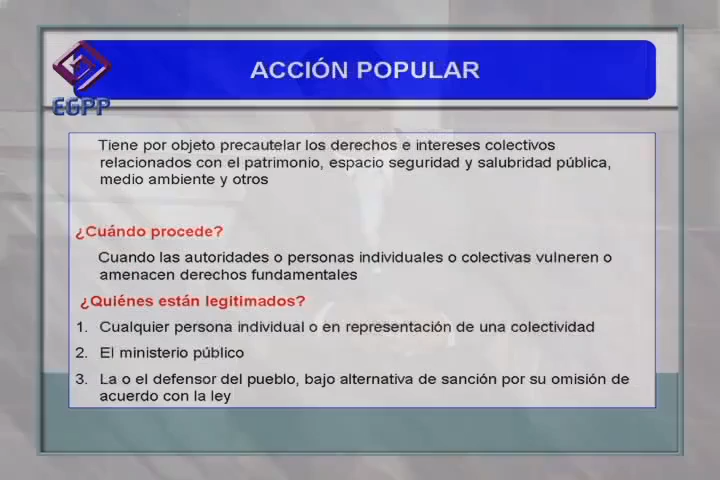 ACCIÓN POPULAR
EGPP
Tiene por objeto precautelar los derechos e intereses colectivos
relacionados con el patrimonio, espacio seguridad y salubridad pública,
medio ambiente y otros
¿Cuándo procede?
Cuando las autoridades o personas individuales o colectivas vulneren o
amenacen derechos fundamentales
¿Quiénes están legitimados?
1. Cualquier persona individual o en representación de una colectividad
2. El ministerio público
3. La o el defensor del pueblo, bajo alternativa de sanción por su omisión de
acuerdo con la ley